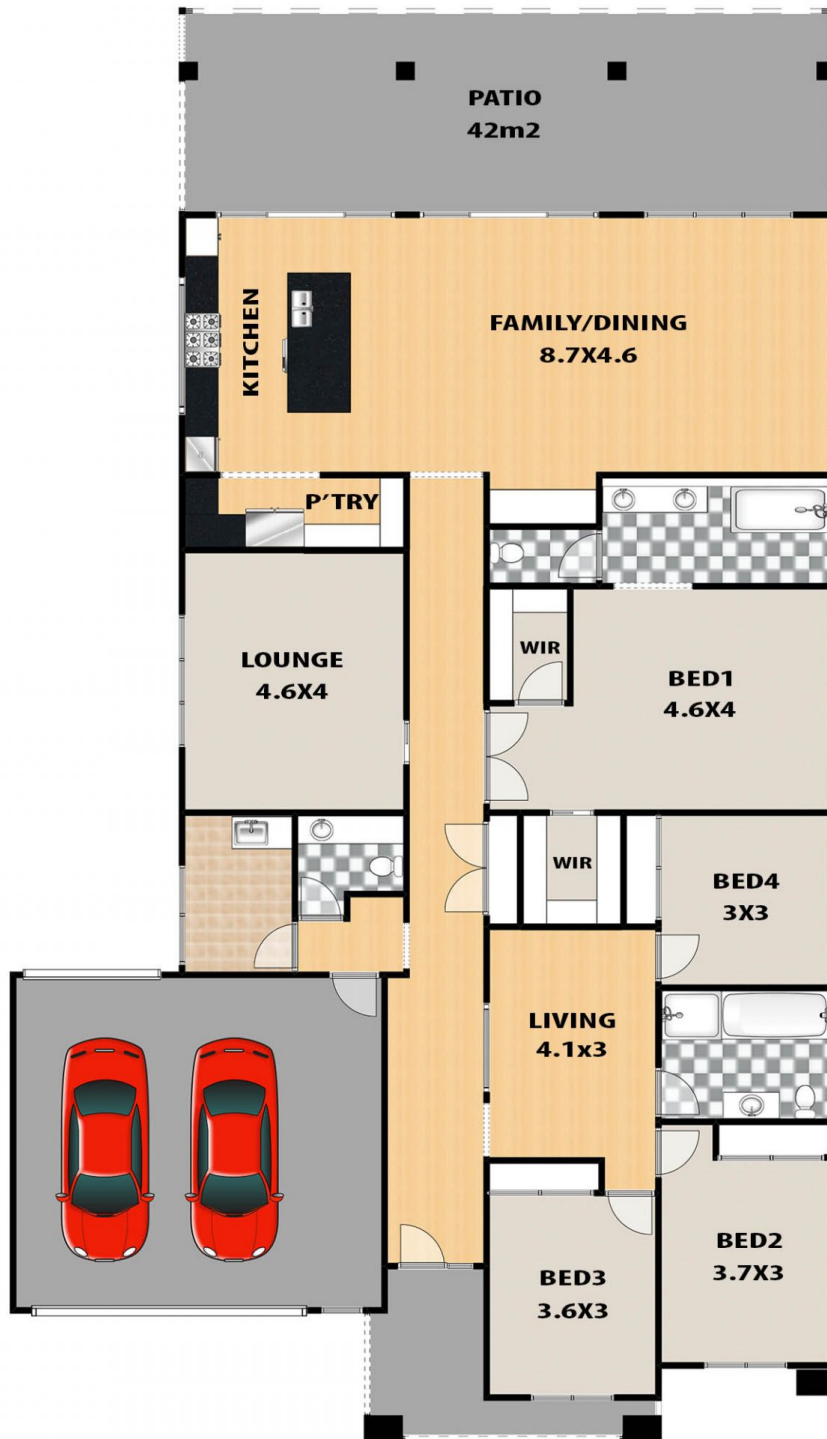 PATIO
42m2
KITCHEN
FAMILY/DINING
8.7X4.6
P'TRY
LOUNGE
4.6X4
WIR
BED1
4.6X4
WIR
BED4
3X3
LIVING
4.1x3
BED2
3.7X3
BED3
3.6X3